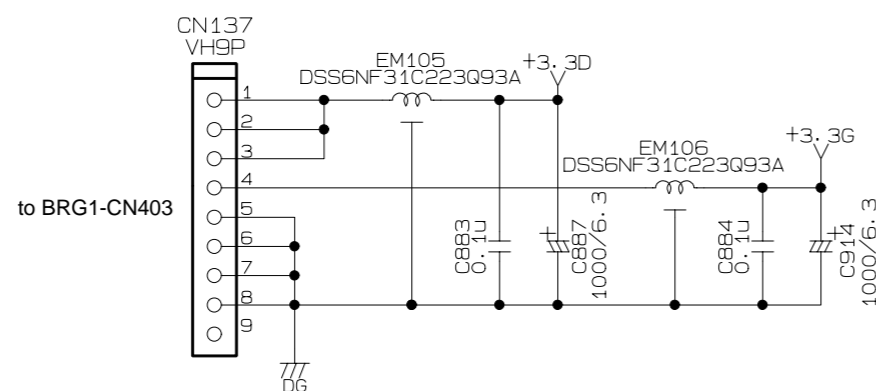 CN137
VH9P
EM105
DSS6NF31C223Q93A
+3.3D
EM106
DSS6NF31C223Q93A
+3.3G
to BRG1-CN403
1
2
3
4
5
6
7
8
9
C883
0.1u
C887
1000/6.3
C884
0.1u
C914
1000/6.3
+
+
DG